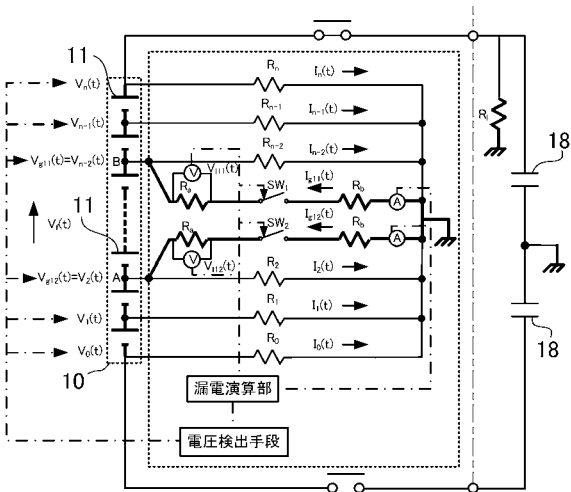 11
Vn(t)
Rn
In(t)
Vn-1(t)
Rn-1
In-1(t)
Rl
Vg11(t)=Vn-2(t)
B
Rn-2
In-2(t)
V
Vl11(t)
18
Ra
SW1
Ig11(t)
Rb
A
Vt(t)
11
Ra
SW2
Ig12(t)
Rb
A
Vg12(t)=V2(t)
A
V
Vl12(t)
R2
I2(t)
V1(t)
R1
I1(t)
18
V0(t)
R0
I0(t)
10
漏電演算部
電圧検出手段